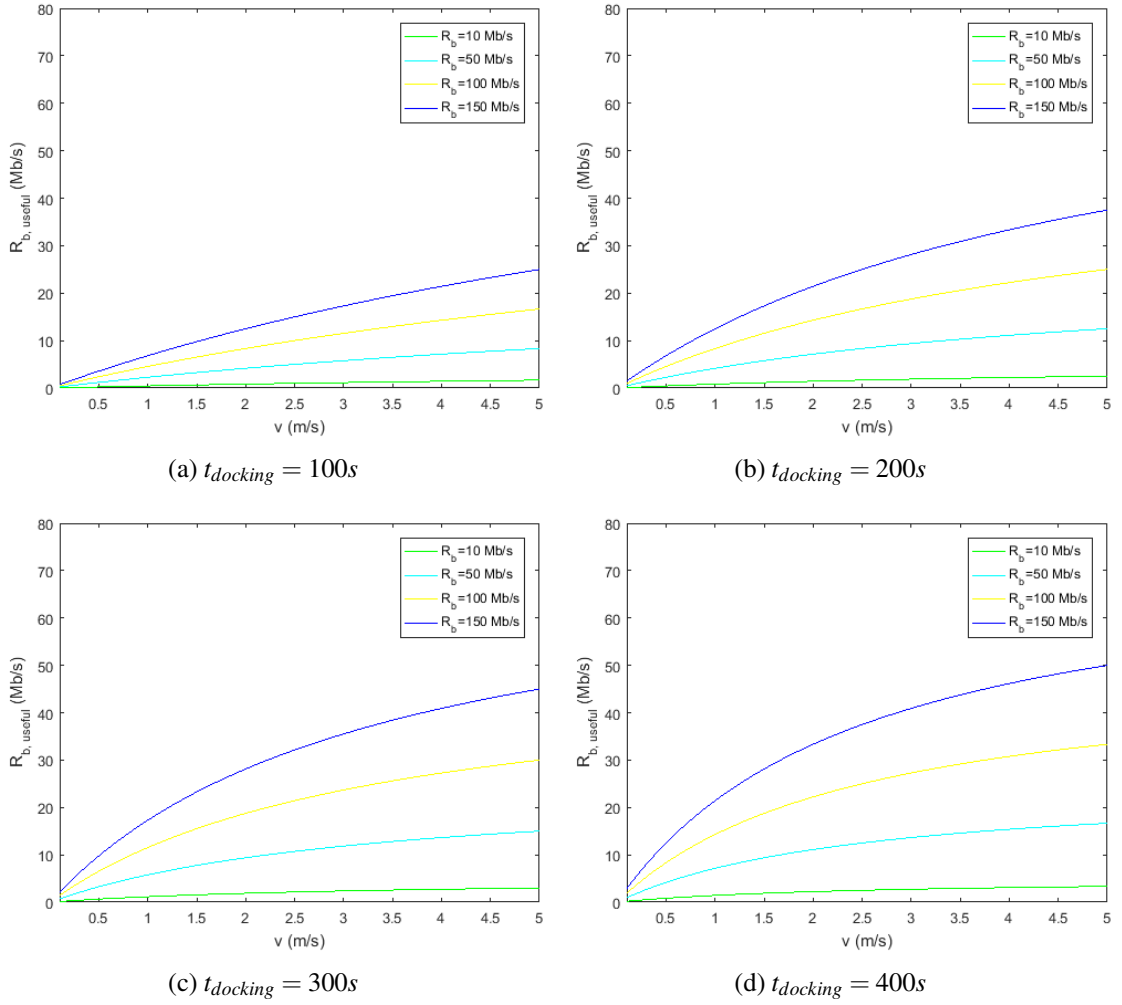 80
70
60
50
40
30
20
10
0
R_b, useful (Mb/s)
R_b=10 Mb/s
R_b=50 Mb/s
R_b=100 Mb/s
R_b=150 Mb/s
0.5 1 1.5 2 2.5 3 3.5 4 4.5 5
v (m/s)
(a) t_docking = 100s
80
70
60
50
40
30
20
10
0
R_b, useful (Mb/s)
R_b=10 Mb/s
R_b=50 Mb/s
R_b=100 Mb/s
R_b=150 Mb/s
0.5 1 1.5 2 2.5 3 3.5 4 4.5 5
v (m/s)
(b) t_docking = 200s
80
70
60
50
40
30
20
10
0
R_b, useful (Mb/s)
R_b=10 Mb/s
R_b=50 Mb/s
R_b=100 Mb/s
R_b=150 Mb/s
0.5 1 1.5 2 2.5 3 3.5 4 4.5 5
v (m/s)
(c) t_docking = 300s
80
70
60
50
40
30
20
10
0
R_b, useful (Mb/s)
R_b=10 Mb/s
R_b=50 Mb/s
R_b=100 Mb/s
R_b=150 Mb/s
0.5 1 1.5 2 2.5 3 3.5 4 4.5 5
v (m/s)
(d) t_docking = 400s